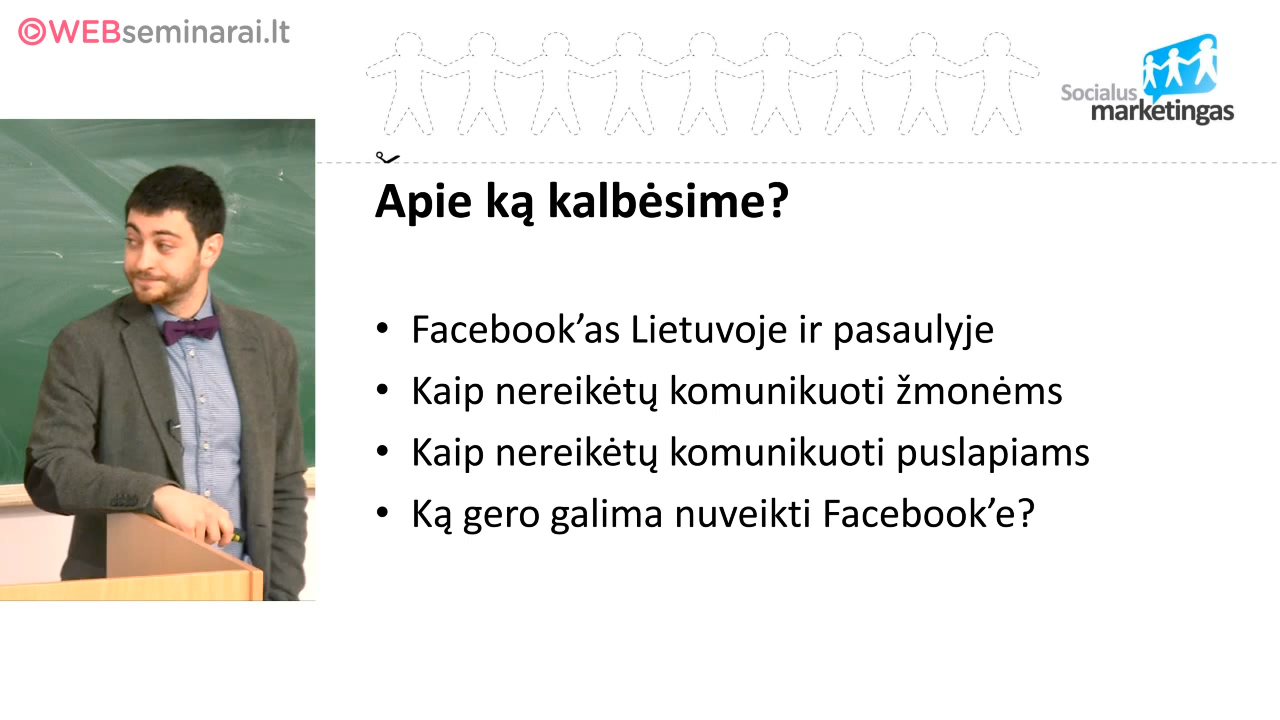 WEBseminarai.lt
Socialus
marketingas
Apie ką kalbėsime?
• Facebook’as Lietuvoje ir pasaulyje
• Kaip nereikėtų komunikuoti žmonėms
• Kaip nereikėtų komunikuoti puslapiams
• Ką gero galima nuveikti Facebook’e?